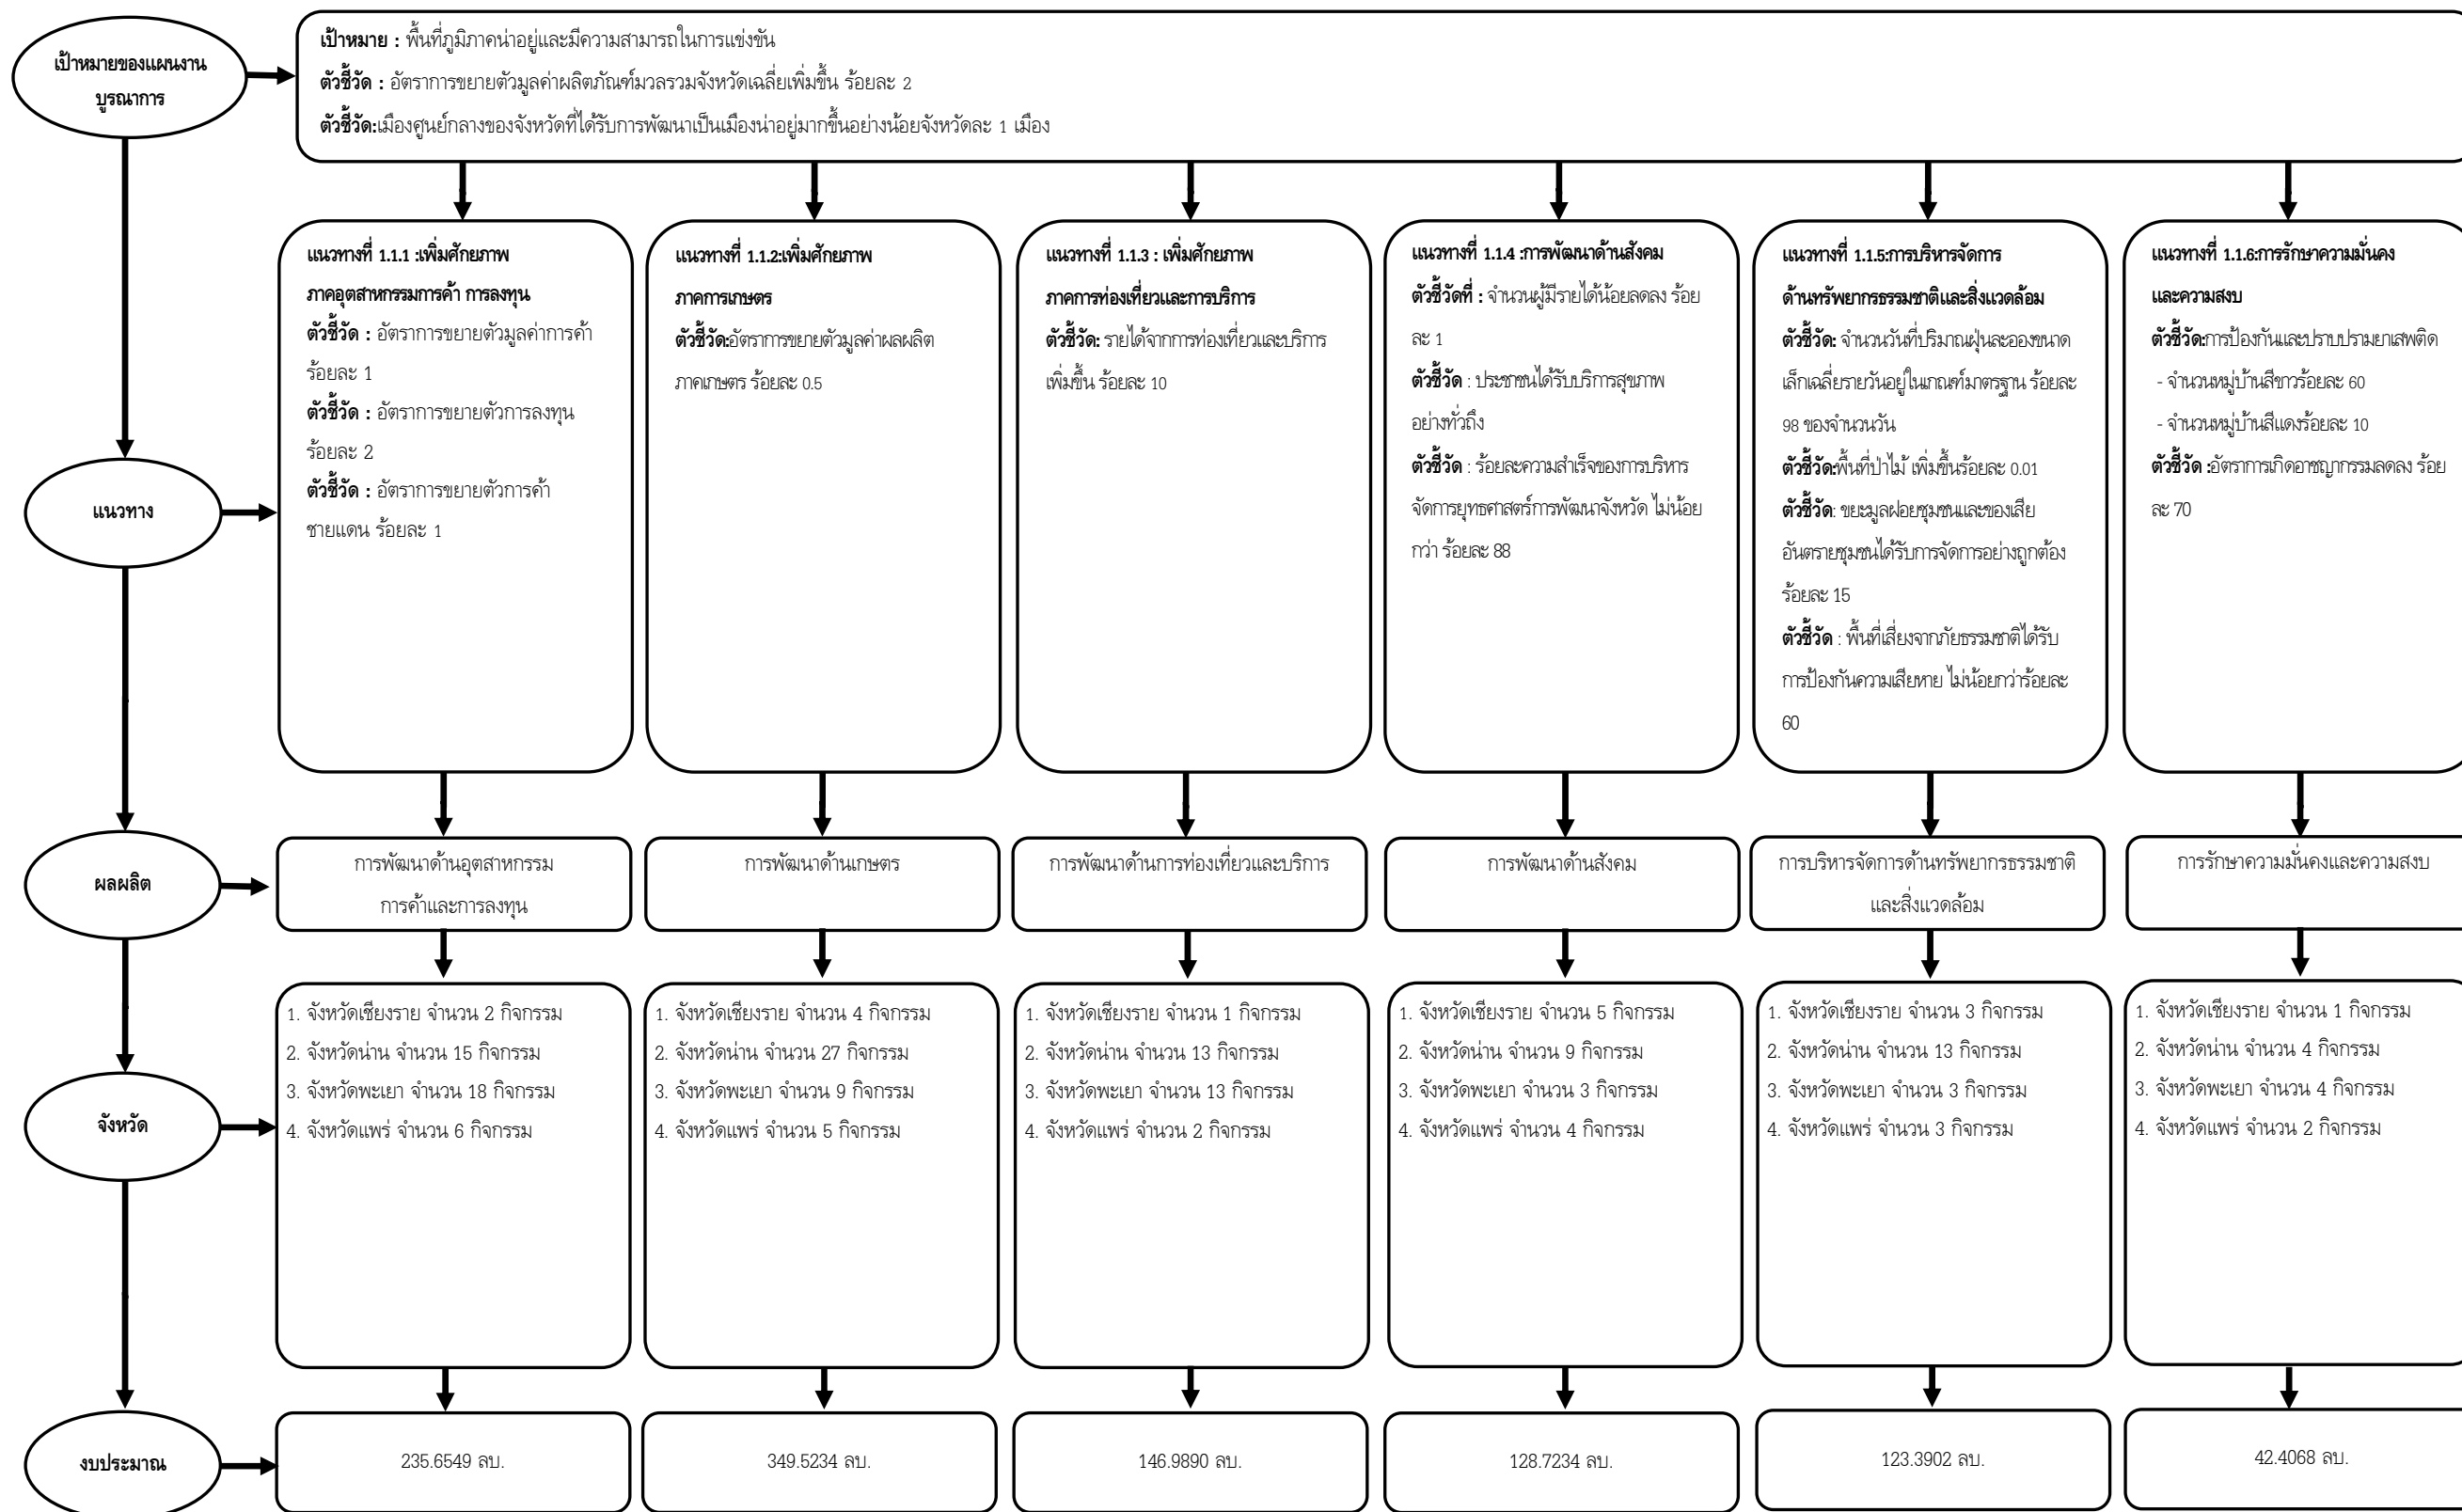 เป้าหมายของแผนงาน
บูรณาการ
เป้าหมาย : พื้นที่ภูมิภาคน่าอยู่และมีความสามารถในการแข่งขัน
ตัวชี้วัด : อัตราการขยายตัวมูลค่าผลิตภัณฑ์มวลรวมจังหวัดเฉลี่ยเพิ่มขึ้น ร้อยละ 2
ตัวชี้วัด:เมืองศูนย์กลางของจังหวัดที่ได้รับการพัฒนาเป็นเมืองน่าอยู่มากขึ้นอย่างน้อยจังหวัดละ 1 เมือง
แนวทาง
แนวทางที่ 1.1.1 :เพิ่มศักยภาพ
ภาคอุตสาหกรรมการค้า การลงทุน
ตัวชี้วัด : อัตราการขยายตัวมูลค่าการค้า
ร้อยละ 1
ตัวชี้วัด : อัตราการขยายตัวการลงทุน
ร้อยละ 2
ตัวชี้วัด : อัตราการขยายตัวการค้า
ชายแดน ร้อยละ 1
แนวทางที่ 1.1.2:เพิ่มศักยภาพ
ภาคการเกษตร
ตัวชี้วัด:อัตราการขยายตัวมูลค่าผลผลิต
ภาคเกษตร ร้อยละ 0.5
แนวทางที่ 1.1.3 : เพิ่มศักยภาพ
ภาคการท่องเที่ยวและการบริการ
ตัวชี้วัด: รายได้จากการท่องเที่ยวและบริการ
เพิ่มขึ้น ร้อยละ 10
แนวทางที่ 1.1.4 :การพัฒนาด้านสังคม
ตัวชี้วัดที่ : จำนวนผู้มีรายได้น้อยลดลง ร้อย
ละ 1
ตัวชี้วัด : ประชาชนได้รับบริการสุขภาพ
อย่างทั่วถึง
ตัวชี้วัด : ร้อยละความสำเร็จของการบริหาร
จัดการยุทธศาสตร์การพัฒนาจังหวัด ไม่น้อย
กว่า ร้อยละ 88
แนวทางที่ 1.1.5:การบริหารจัดการ
ด้านทรัพยากรธรรมชาติและสิ่งแวดล้อม
ตัวชี้วัด: จำนวนวันที่ปริมาณฝุ่นละอองขนาด
เล็กเฉลี่ยรายวันอยู่ในเกณฑ์มาตรฐาน ร้อยละ
98 ของจำนวนวัน
ตัวชี้วัด:พื้นที่ป่าไม้ เพิ่มขึ้นร้อยละ 0.01
ตัวชี้วัด: ขยะมูลฝอยชุมชนและของเสีย
อันตรายชุมชนได้รับการจัดการอย่างถูกต้อง
ร้อยละ 15
ตัวชี้วัด : พื้นที่เสี่ยงจากภัยธรรมชาติได้รับ
การป้องกันความเสียหาย ไม่น้อยกว่าร้อยละ
60
แนวทางที่ 1.1.6:การรักษาความมั่นคง
และความสงบ
ตัวชี้วัด:การป้องกันและปราบปรามยาเสพติด
- จำนวนหมู่บ้านสีขาวร้อยละ 60
- จำนวนหมู่บ้านสีแดงร้อยละ 10
ตัวชี้วัด :อัตราการเกิดอาชญากรรมลดลง ร้อย
ละ 70
ผลผลิต
การพัฒนาด้านอุตสาหกรรม
การค้าและการลงทุน
การพัฒนาด้านเกษตร
การพัฒนาด้านการท่องเที่ยวและบริการ
การพัฒนาด้านสังคม
การบริหารจัดการด้านทรัพยากรธรรมชาติ
และสิ่งแวดล้อม
การรักษาความมั่นคงและความสงบ
จังหวัด
1. จังหวัดเชียงราย จำนวน 2 กิจกรรม
2. จังหวัดน่าน จำนวน 15 กิจกรรม
3. จังหวัดพะเยา จำนวน 18 กิจกรรม
4. จังหวัดแพร่ จำนวน 6 กิจกรรม
1. จังหวัดเชียงราย จำนวน 4 กิจกรรม
2. จังหวัดน่าน จำนวน 27 กิจกรรม
3. จังหวัดพะเยา จำนวน 9 กิจกรรม
4. จังหวัดแพร่ จำนวน 5 กิจกรรม
1. จังหวัดเชียงราย จำนวน 1 กิจกรรม
2. จังหวัดน่าน จำนวน 13 กิจกรรม
3. จังหวัดพะเยา จำนวน 13 กิจกรรม
4. จังหวัดแพร่ จำนวน 2 กิจกรรม
1. จังหวัดเชียงราย จำนวน 5 กิจกรรม
2. จังหวัดน่าน จำนวน 9 กิจกรรม
3. จังหวัดพะเยา จำนวน 3 กิจกรรม
4. จังหวัดแพร่ จำนวน 4 กิจกรรม
1. จังหวัดเชียงราย จำนวน 3 กิจกรรม
2. จังหวัดน่าน จำนวน 13 กิจกรรม
3. จังหวัดพะเยา จำนวน 3 กิจกรรม
4. จังหวัดแพร่ จำนวน 3 กิจกรรม
1. จังหวัดเชียงราย จำนวน 1 กิจกรรม
2. จังหวัดน่าน จำนวน 4 กิจกรรม
3. จังหวัดพะเยา จำนวน 4 กิจกรรม
4. จังหวัดแพร่ จำนวน 2 กิจกรรม
งบประมาณ
235.6549 ลบ.
349.5234 ลบ.
146.9890 ลบ.
128.7234 ลบ.
123.3902 ลบ.
42.4068 ลบ.